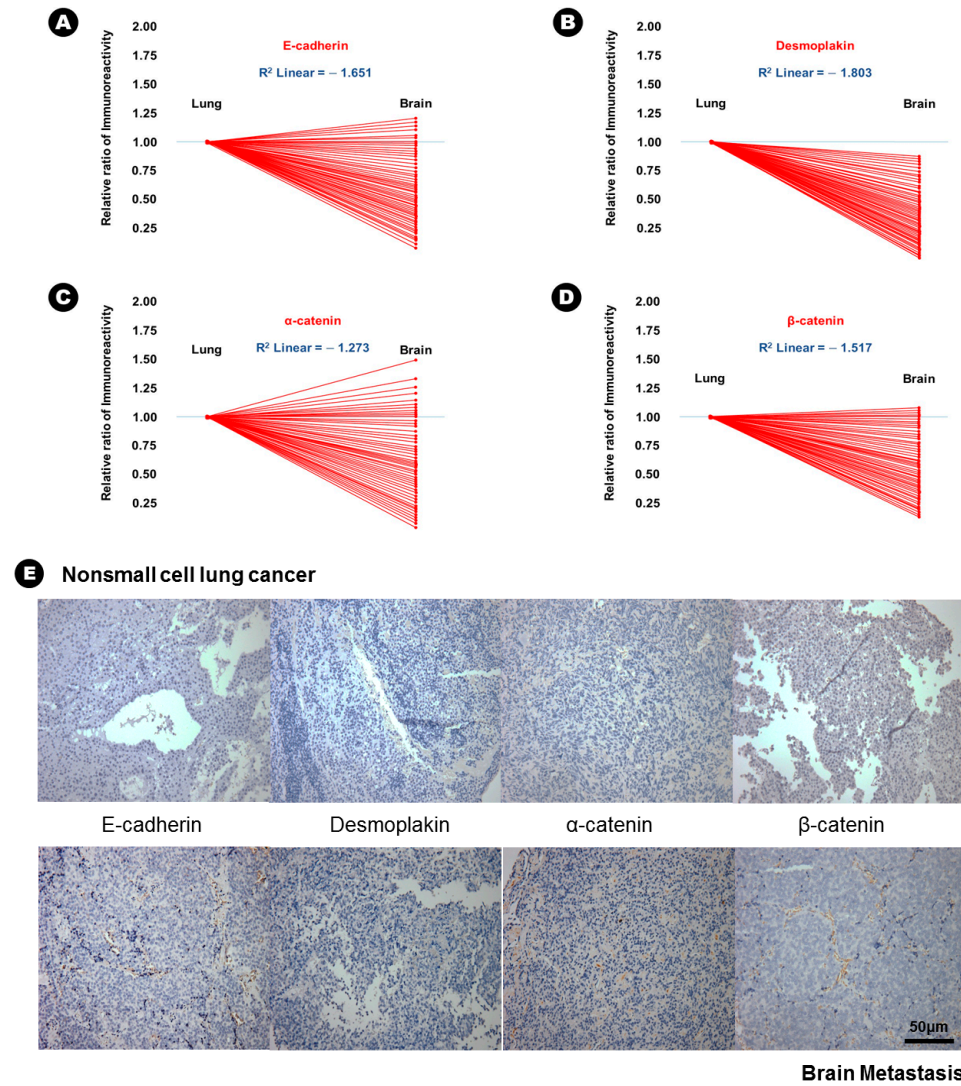 A
Relative ratio of Immunoreactivity
2.00
1.75
1.50
1.25
1.00
0.75
0.50
0.25
E-cadherin
R² Linear = − 1.651
Lung
Brain
B
Relative ratio of Immunoreactivity
2.00
1.75
1.50
1.25
1.00
0.75
0.50
0.25
Desmoplakin
R² Linear = − 1.803
Lung
Brain
C
Relative ratio of Immunoreactivity
2.00
1.75
1.50
1.25
1.00
0.75
0.50
0.25
α-catenin
R² Linear = − 1.273
Lung
Brain
D
Relative ratio of Immunoreactivity
2.00
1.75
1.50
1.25
1.00
0.75
0.50
0.25
β-catenin
R² Linear = − 1.517
Lung
Brain
E Nonsmall cell lung cancer
E-cadherin Desmoplakin α-catenin β-catenin
50µm
Brain Metastasis